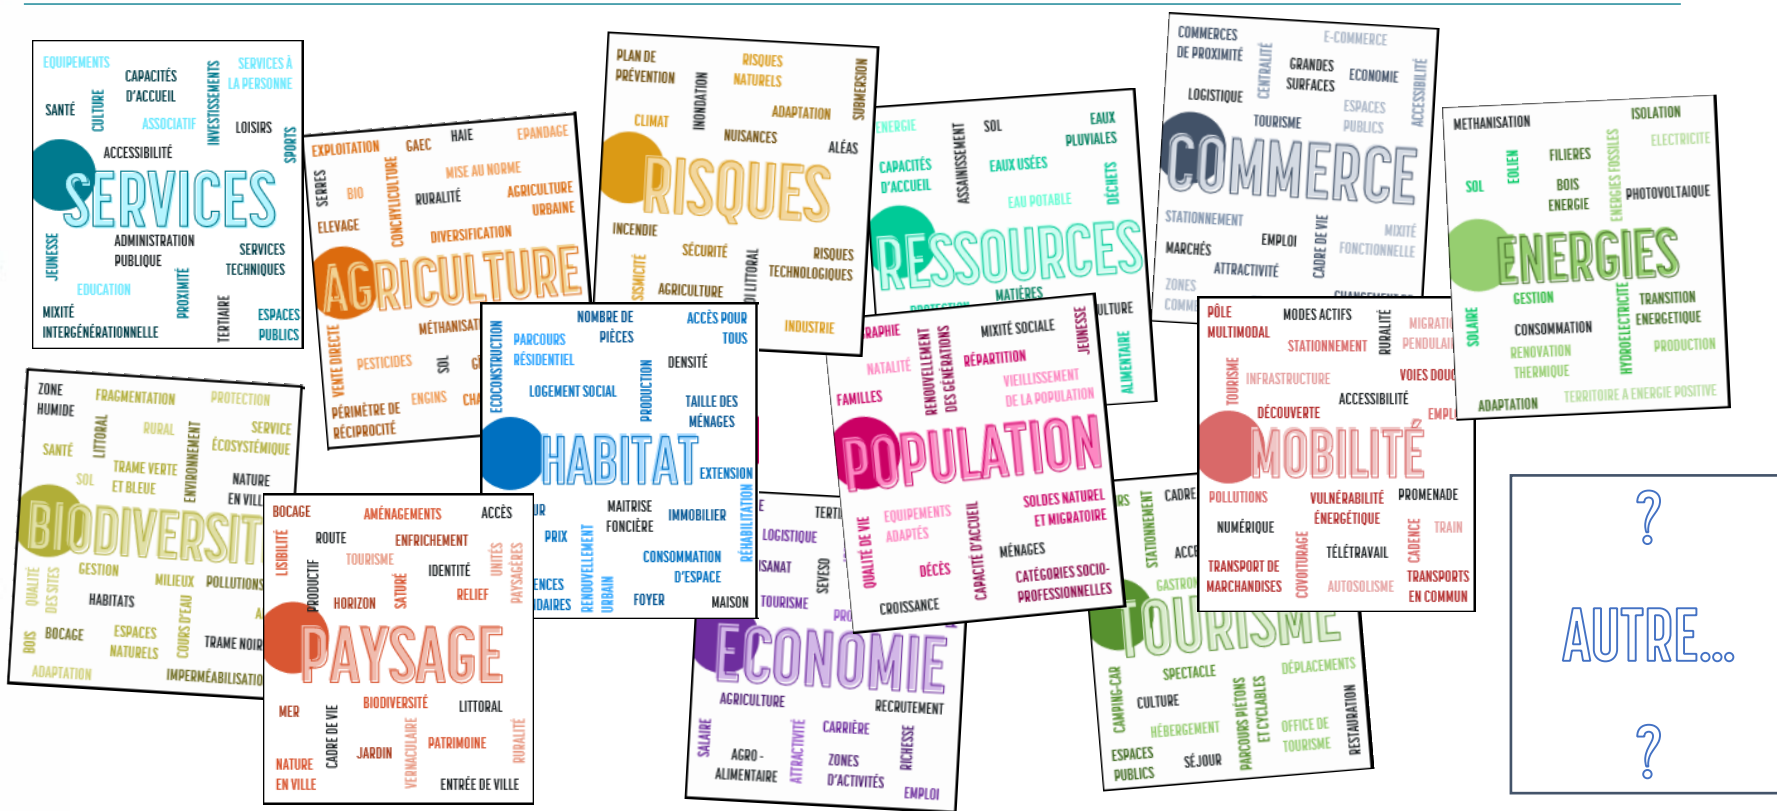 EQUIPEMENTS
SERVICES À
LA PERSONNE
CAPACITÉS
D'ACCUEIL
INVESTISSEMENTS
SANTÉ
CULTURE
ASSOCIATIF
LOISIRS
SPORTS
ACCESSIBILITÉ
SERVICES
JEUNESSE
ADMINISTRATION
PUBLIQUE
SERVICES
TECHNIQUES
EDUCATION
PROXIMITÉ
MIXITÉ
INTERGÉNÉRATIONNELLE
TERTIAIRE
ESPACES
PUBLICS
EXPLOITATION
GAEC
HAIE
EPANDAGE
SERRES
BIO
CONCHYLICULTURE
MISE AU NORME
RURALITÉ
AGRICULTURE
URBAINE
ELEVAGE
DIVERSIFICATION
AGRICULTURE
VENTE DIRECTE
PESTICIDES
SOL
PÉRIMÈTRE DE
RÉCIPROCITÉ
ENGINS
PLAN DE
PRÉVENTION
RISQUES
NATURELS
SUBMERSION
INONDATION
CLIMAT
ADAPTATION
NUISANCES
ALÉAS
RISQUES
INCENDIE
SISMICITÉ
SÉCURITÉ
RISQUES
TECHNOLOGIQUES
AGRICULTURE
LITTORAL
INDUSTRIE
ENERGIE
SOL
EAUX
PLUVIALES
CAPACITÉS
D'ACCUEIL
ASSAINISSEMENT
EAUX USÉES
DÉCHETS
EAU POTABLE
RESSOURCES
MATIÈRES
ALIMENTAIRE
COMMERCES
DE PROXIMITÉ
E-COMMERCE
CENTRALITÉ
GRANDES
SURFACES
ECONOMIE
ACCESSIBILITÉ
LOGISTIQUE
ESPACES
PUBLICS
TOURISME
COMMERCE
STATIONNEMENT
MARCHÉS
EMPLOI
CADRE DE VIE
MIXITÉ
FONCTIONNELLE
ATTRACTIVITÉ
ZONES
METHANISATION
ISOLATION
ELECTRICITE
EOLIEN
FILIERES
ENERGIES FOSSILES
SOL
BOIS
ENERGIE
PHOTOVOLTAIQUE
ENERGIES
SOLAIRE
GESTION
HYDROELECTRICITE
TRANSITION
ENERGETIQUE
CONSOMMATION
RENOVATION
THERMIQUE
PRODUCTION
ADAPTATION
TERRITOIRE A ENERGIE POSITIVE
ZONE
HUMIDE
FRAGMENTATION
PROTECTION
LITTORAL
RURAL
SERVICE
ÉCOSYSTÉMIQUE
SANTÉ
ENVIRONNEMENT
SOL
TRAME VERTE
ET BLEUE
NATURE
QUALITÉ
DES SITES
GESTION
MILIEUX
POLLUTIONS
HABITATS
COURS D'EAU
BOIS
BOCAGE
ESPACES
NATURELS
ADAPTATION
BOCAGE
AMÉNAGEMENTS
ACCÈS
LISIBILITÉ
ROUTE
ENFRICHEMENT
UNITÉS
PAYSAGÈRES
PRODUCTIF
TOURISME
SATURÉ
IDENTITÉ
HORIZON
RELIEF
PAYSAGE
MER
CADRE DE VIE
BIODIVERSITÉ
LITTORAL
VERNACULAIRE
RURALITÉ
JARDIN
PATRIMOINE
NATURE
EN VILLE
ENTRÉE DE VILLE
ECOCONSTRUCTION
NOMBRE DE
PIÈCES
ACCÈS POUR
TOUS
PARCOURS
RÉSIDENTIEL
PRODUCTION
DENSITÉ
LOGEMENT SOCIAL
TAILLE DES
MÉNAGES
HABITAT
EXTENSION
MAITRISE
FONCIÈRE
IMMOBILIER
RÉHABILITATION
PRIX
RENOUVELLEMENT
URBAIN
CONSOMMATION
D'ESPACE
FOYER
MAISON
LOGISTIQUE
SEVESO
TOURISME
ECONOMIE
AGRICULTURE
RECRUTEMENT
SALAIRE
ATTRACTIVITÉ
CARRIÈRE
RICHESSE
AGRO -
ALIMENTAIRE
ZONES
D'ACTIVITÉS
EMPLOI
RENOUVELLEMENT
DES GÉNÉRATIONS
MIXITÉ SOCIALE
JEUNESSE
NATALITÉ
RÉPARTITION
FAMILLES
VIEILLISSEMENT
DE LA POPULATION
POPULATION
QUALITÉ DE VIE
EQUIPEMENTS
ADAPTÉS
CAPACITÉ D'ACCUEIL
SOLDES NATUREL
ET MIGRATOIRE
DÉCÈS
MÉNAGES
CROISSANCE
CATÉGORIES SOCIO-
PROFESSIONNELLES
STATIONNEMENT
CADRE
TOURISME
CAMPING-CAR
SPECTACLE
DÉPLACEMENTS
CULTURE
PARCOURS PIÉTONS
ET CYCLABLES
HÉBERGEMENT
OFFICE DE
TOURISME
RESTAURATION
ESPACES
PUBLICS
SÉJOUR
PÔLE
MULTIMODAL
MODES ACTIFS
RURALITÉ
STATIONNEMENT
TOURISME
INFRASTRUCTURE
VOIES
ACCESSIBILITÉ
DÉCOUVERTE
MOBILITÉ
POLLUTIONS
VULNÉRABILITÉ
ÉNERGÉTIQUE
PROMENADE
NUMÉRIQUE
CADENCE
TRAIN
COVOITURAGE
TÉLÉTRAVAIL
TRANSPORT DE
MARCHANDISES
AUTOSOLISME
TRANSPORTS
EN COMMUN
?
AUTRE...
?